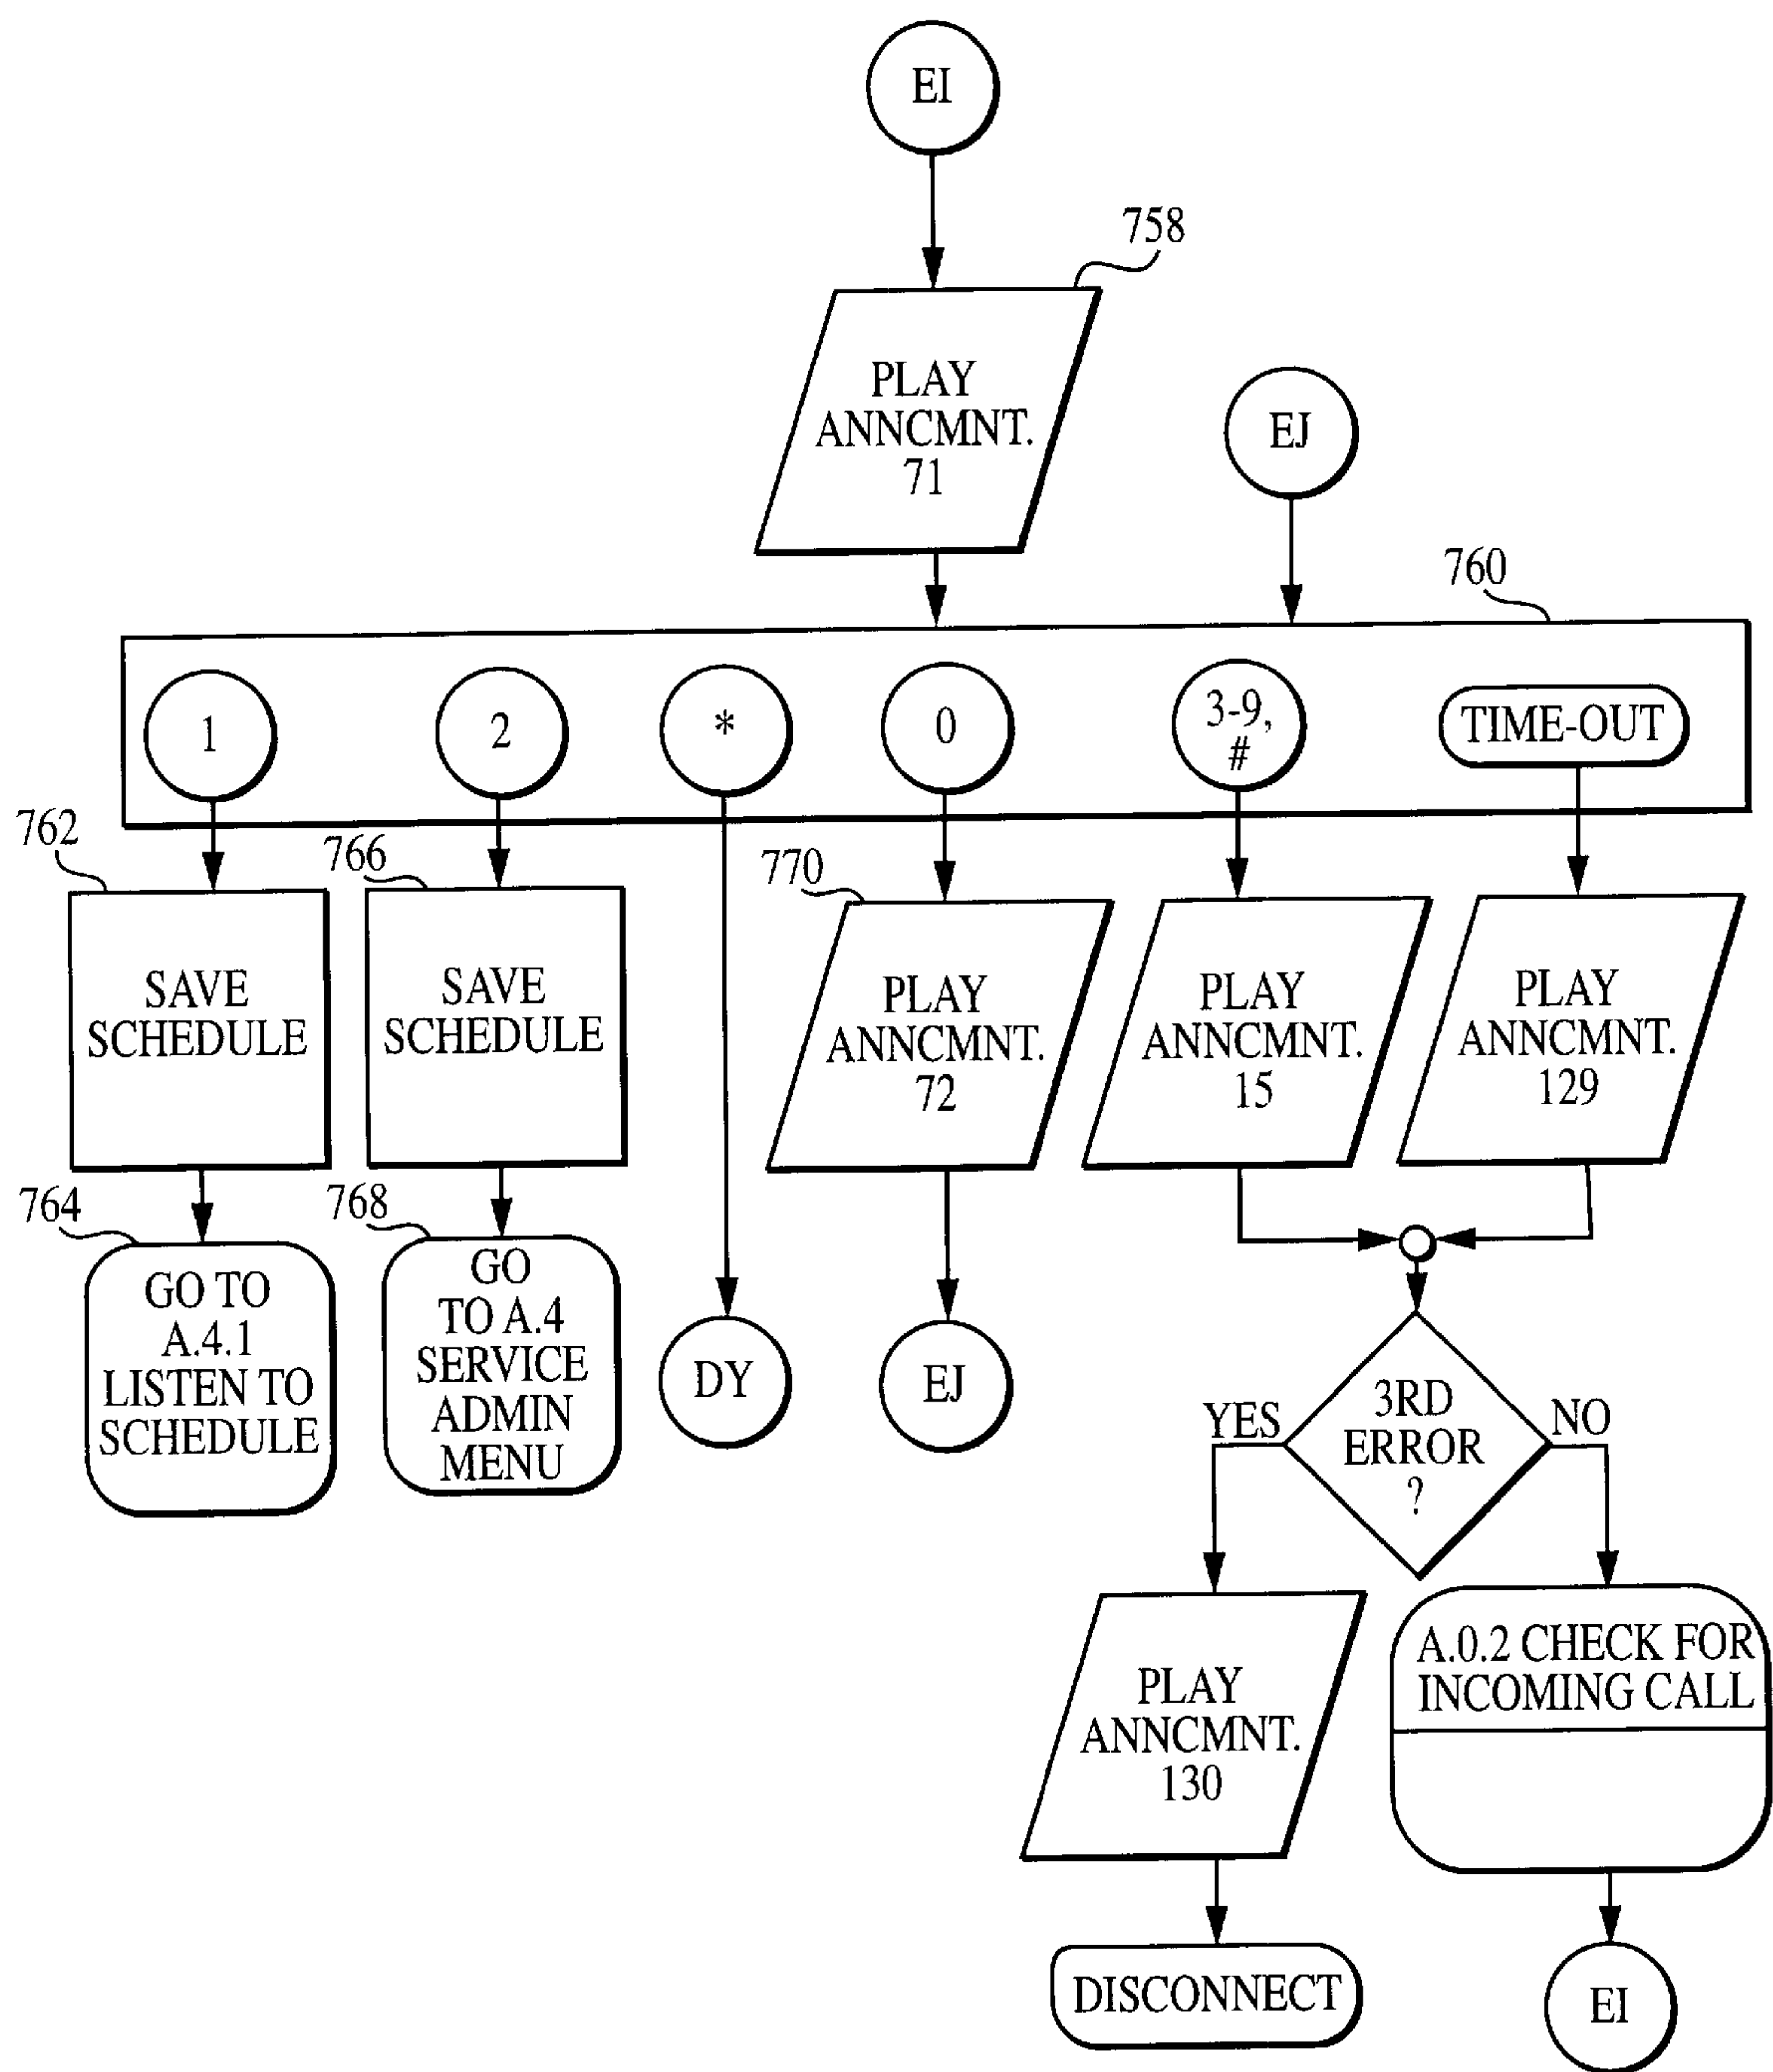 EI
758
PLAY
ANNCMNT.
71
EJ
760
1
2
*
0
3-9,
#
TIME-OUT
762
SAVE
SCHEDULE
766
SAVE
SCHEDULE
770
PLAY
ANNCMNT.
72
PLAY
ANNCMNT.
15
PLAY
ANNCMNT.
129
764
GO TO
A.4.1
LISTEN TO
SCHEDULE
768
GO
TO A.4
SERVICE
ADMIN
MENU
DY
EJ
YES
3RD
ERROR
?
NO
PLAY
ANNCMNT.
130
A.0.2 CHECK FOR
INCOMING CALL
DISCONNECT
EI